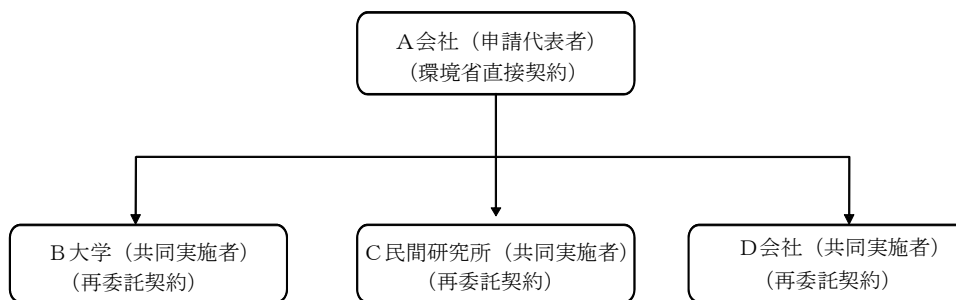 A会社（申請代表者）
（環境省直接契約）
B大学（共同実施者）
（再委託契約）
C民間研究所（共同実施者）
（再委託契約）
D会社（共同実施者）
（再委託契約）